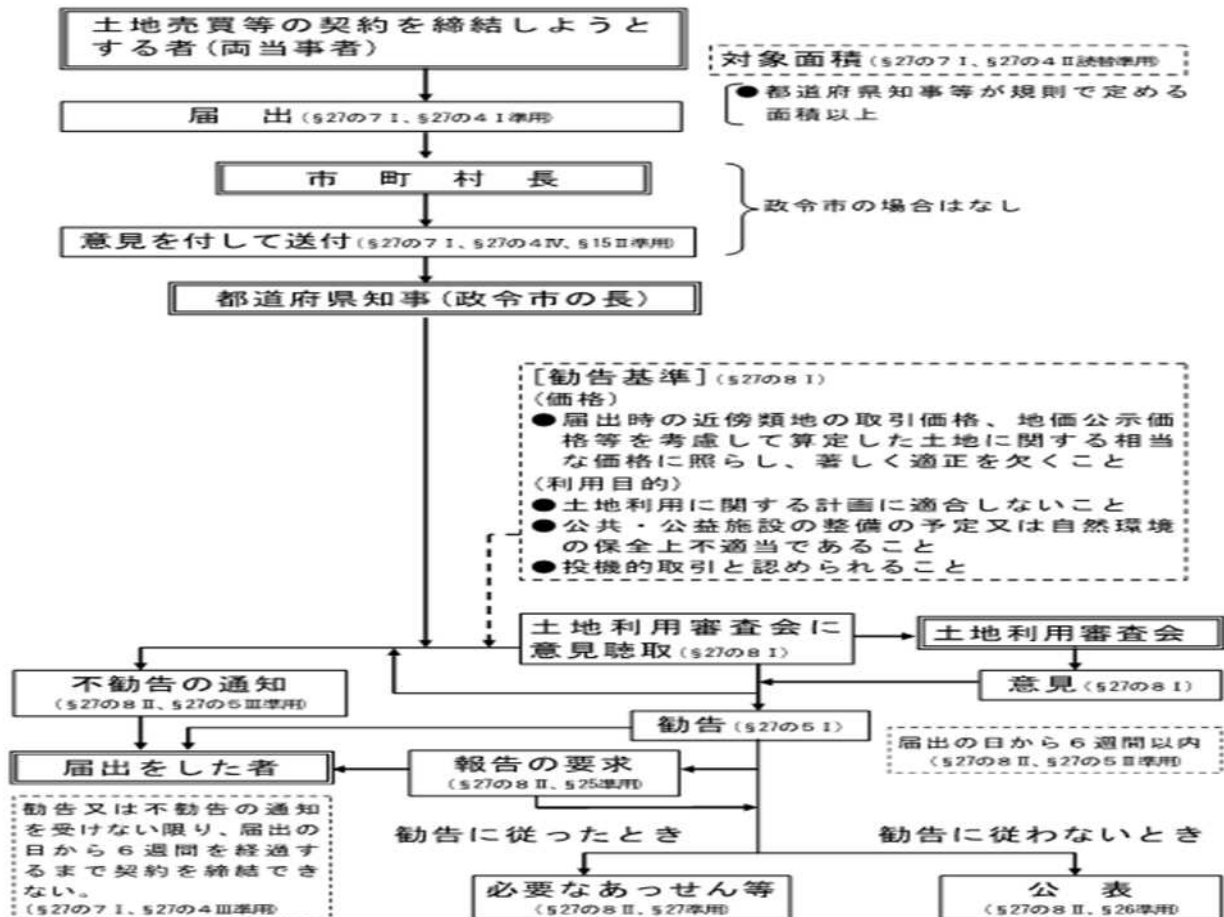 土地売買等の契約を締結しようと
する者(両当事者)
対象面積(§27の7Ⅰ、§27の4Ⅱ読替準用)
●都道府県知事等が規則で定める
面積以上
届　出(§27の7Ⅰ、§27の4Ⅰ準用)
市　町　村　長
政令市の場合はなし
意見を付して送付(§27の7Ⅰ、§27の4Ⅳ、§15Ⅱ準用)
都道府県知事(政令市の長)
[勧告基準](§27の8Ⅰ)
(価格)
●届出時の近傍類地の取引価格、地価公示価
格等を考慮して算定した土地に関する相当
な価格に照らし、著しく適正を欠くこと
(利用目的)
●土地利用に関する計画に適合しないこと
●公共・公益施設の整備の予定又は自然環境
の保全上不適当であること
●投機的取引と認められること
土地利用審査会に
意見聴取(§27の8Ⅰ)
土地利用審査会
不勧告の通知
(§27の8Ⅱ、§27の5Ⅲ準用)
意見(§27の8Ⅰ)
勧告(§27の5Ⅰ)
届出の日から6週間以内
(§27の8Ⅱ、§27の5Ⅱ準用)
届出をした者
報告の要求
(§27の8Ⅱ、§25準用)
勧告又は不勧告の通知
を受けない限り、届出の
日から6週間を経過す
るまで契約を締結でき
ない。
(§27の7Ⅰ、§27の4Ⅲ準用)
勧告に従ったとき
勧告に従わないとき
必要なあっせん等
(§27の8Ⅱ、§27準用)
公　表
(§27の8Ⅱ、§26準用)